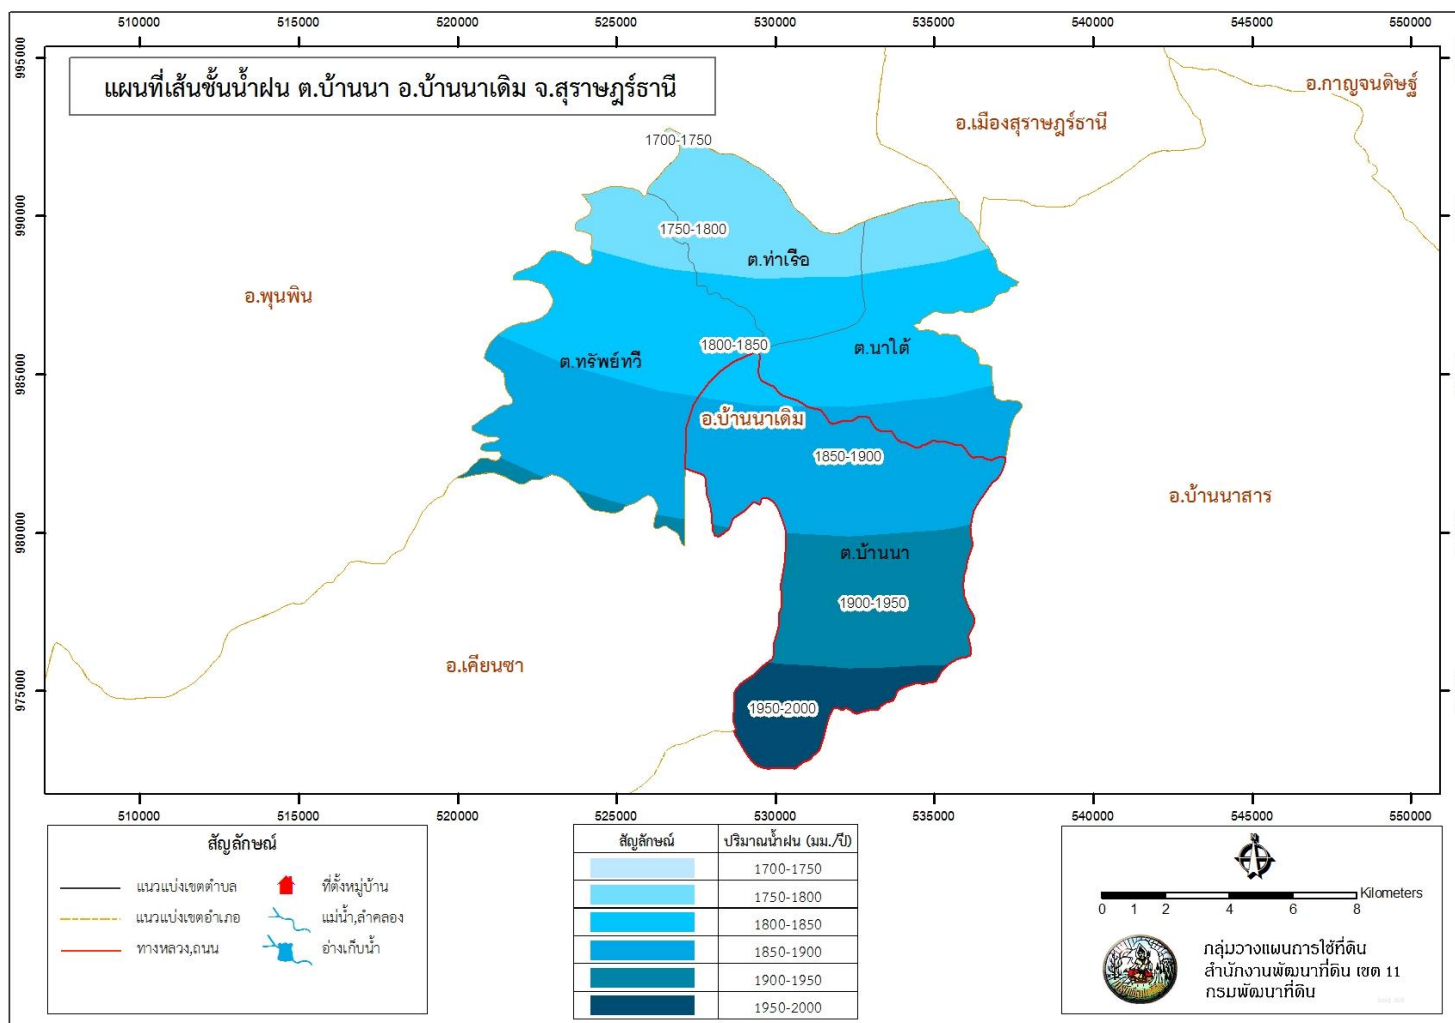 510000 515000 520000 525000 530000 535000 540000 545000 550000
995000
990000
985000
980000
975000
แผนที่เส้นชั้นน้ำฝน ต.บ้านนา อ.บ้านนาเดิม จ.สุราษฎร์ธานี
อ.กาญจนดิษฐ์
อ.เมืองสุราษฎร์ธานี
1700-1750
1750-1800
ต.ท่าเรือ
อ.พุนพิน
1800-1850
ต.นาใต้
ต.ทรัพย์ทวี
อ.บ้านนาเดิม
1850-1900
อ.บ้านนาสาร
ต.บ้านนา
1900-1950
อ.เคียนซา
1950-2000
995000
990000
985000
980000
975000
510000 515000 520000 525000 530000 535000 540000 545000 550000
สัญลักษณ์
แนวแบ่งเขตตำบล ที่ตั้งหมู่บ้าน
แนวแบ่งเขตอำเภอ แม่น้ำ,ลำคลอง
ทางหลวง,ถนน อ่างเก็บน้ำ
สัญลักษณ์ ปริมาณน้ำฝน (มม./ปี)
1700-1750
1750-1800
1800-1850
1850-1900
1900-1950
1950-2000
Kilometers
0 1 2 4 6 8
กลุ่มวางแผนการใช้ที่ดิน
สำนักงานพัฒนาที่ดิน เขต 11
กรมพัฒนาที่ดิน